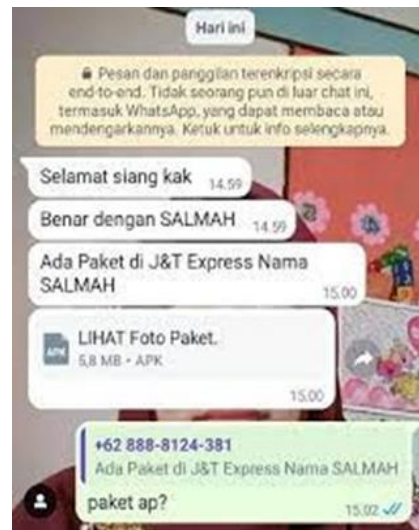 Hari ini
Pesan dan panggilan terenkripsi secara
end-to-end. Tidak seorang pun di luar chat ini,
termasuk WhatsApp, yang dapat membaca atau
mendengarkannya. Ketuk untuk info selengkapnya.
Selamat siang kak 14.59
Benar dengan SALMAH 14.59
Ada Paket di J&T Express Nama
SALMAH
15.00
LIHAT Foto Paket.
APK
5,8 MB • APK
15.00
+62 888-8124-381
Ada Paket di J&T Express Nama SALMAH
paket ap? 15.02